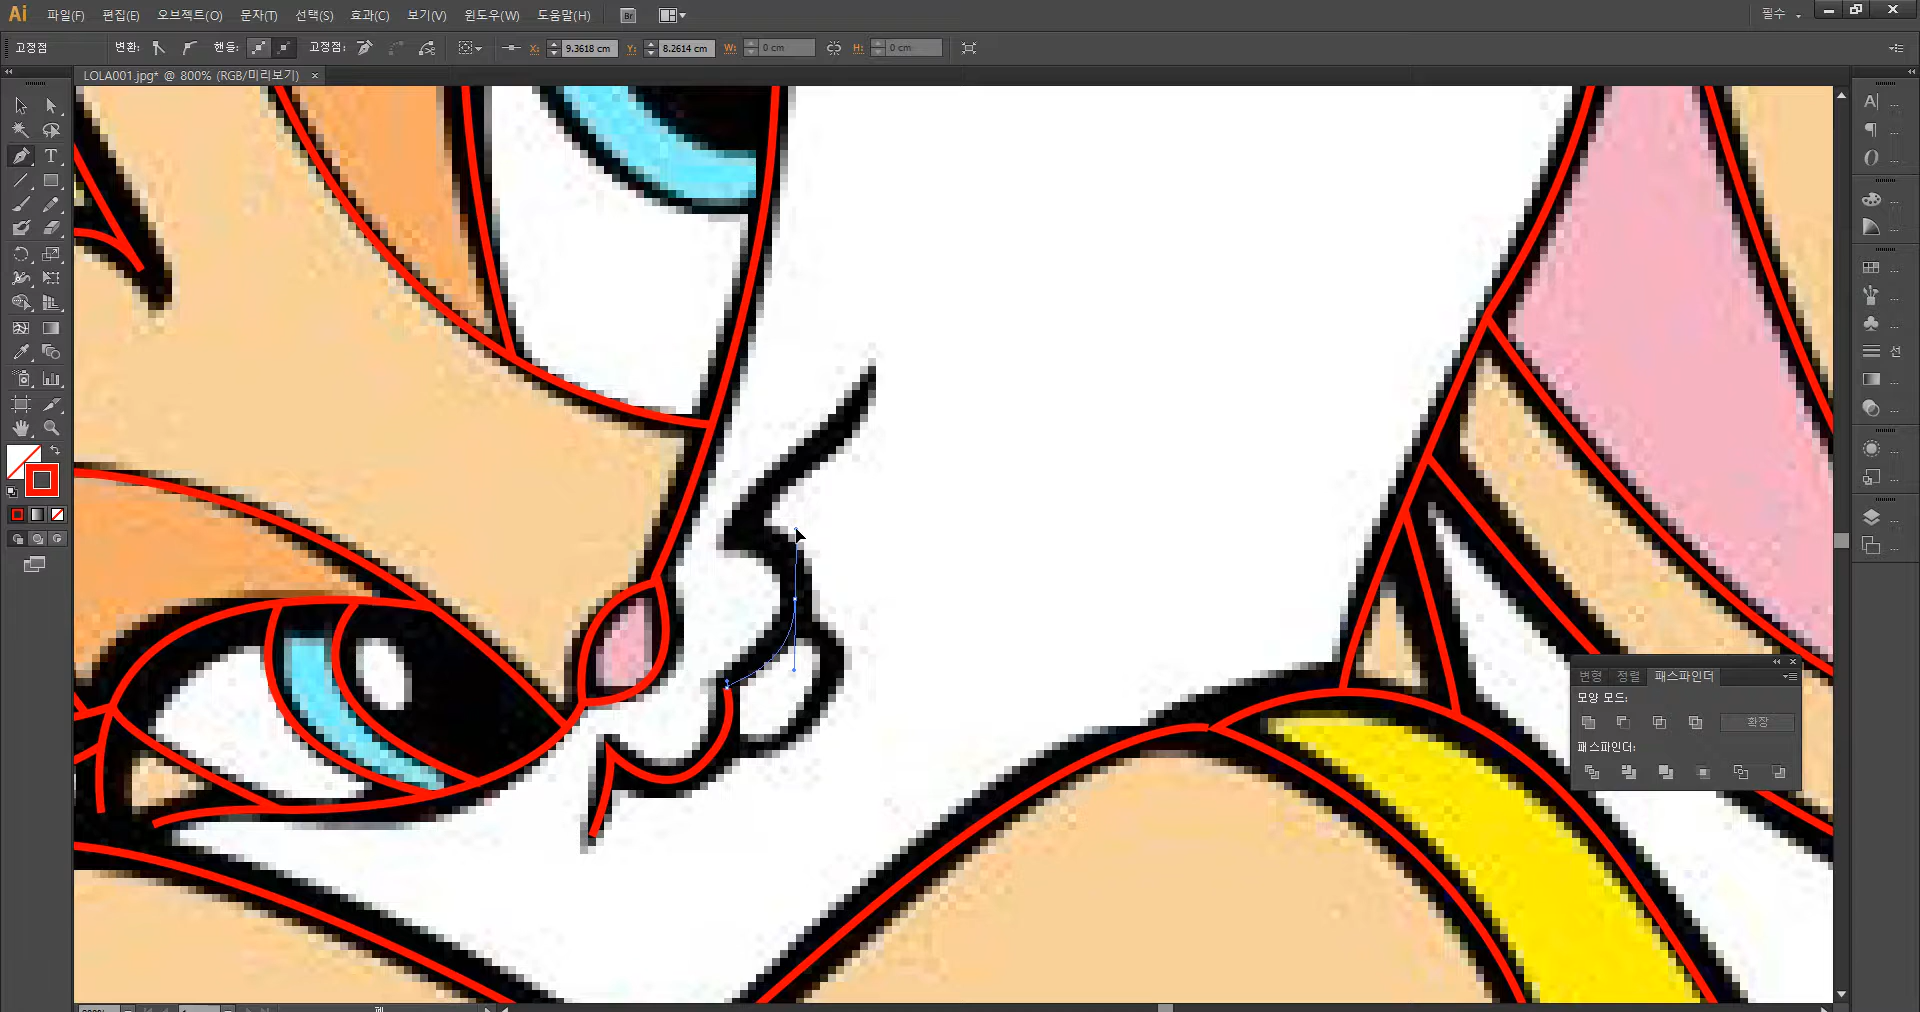 Ai 파일(F) 편집(E) 오브젝트(O) 문자(T) 선택(S) 효과(C) 보기(V) 윈도우(W) 도움말(H) Br 필수
고정점 변환: 핸들: 고정점: X: 9.3618 cm Y: 8.2614 cm W: 0 cm H: 0 cm
LOLA001.jpg* @ 800% (RGB/미리보기) ×
선
변형 정렬 패스파인더
모양 모드:
확장
패스파인더: